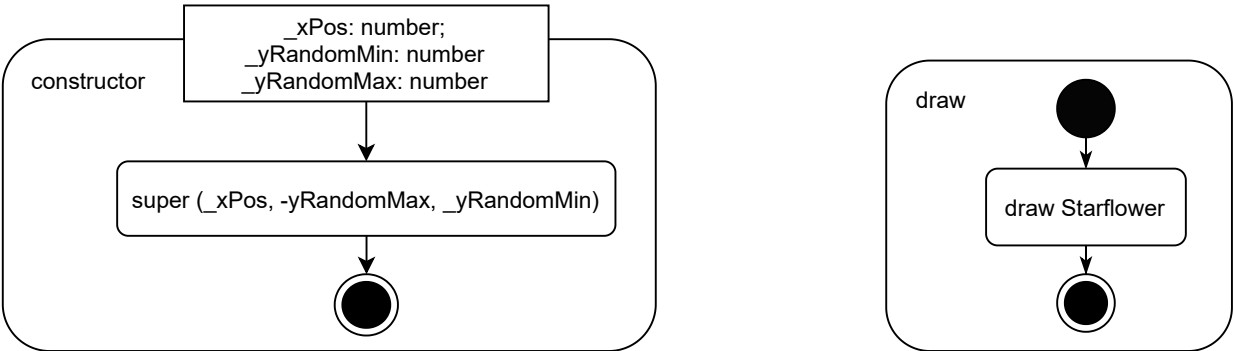 _xPos: number;
_yRandomMin: number
_yRandomMax: number
constructor
super (_xPos, -yRandomMax, _yRandomMin)
draw
draw Starflower